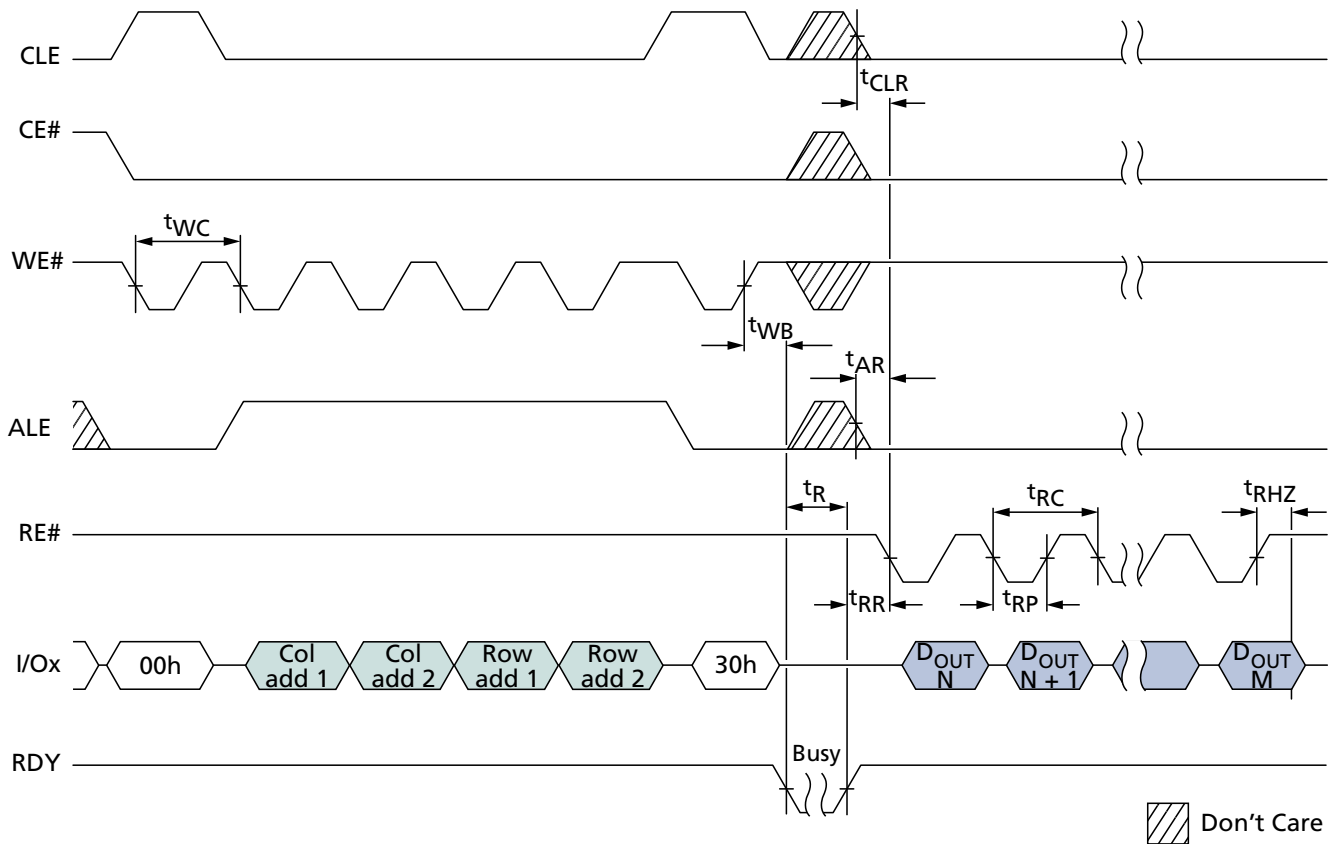 CLE
tCLR
CE#
tWC
WE#
tWB
tAR
ALE
tR
tRC
tRHZ
RE#
tRR
tRP
I/Ox
00h
Col
add 1
Col
add 2
Row
add 1
Row
add 2
30h
DOUT
N
DOUT
N + 1
DOUT
M
RDY
Busy
Don't Care